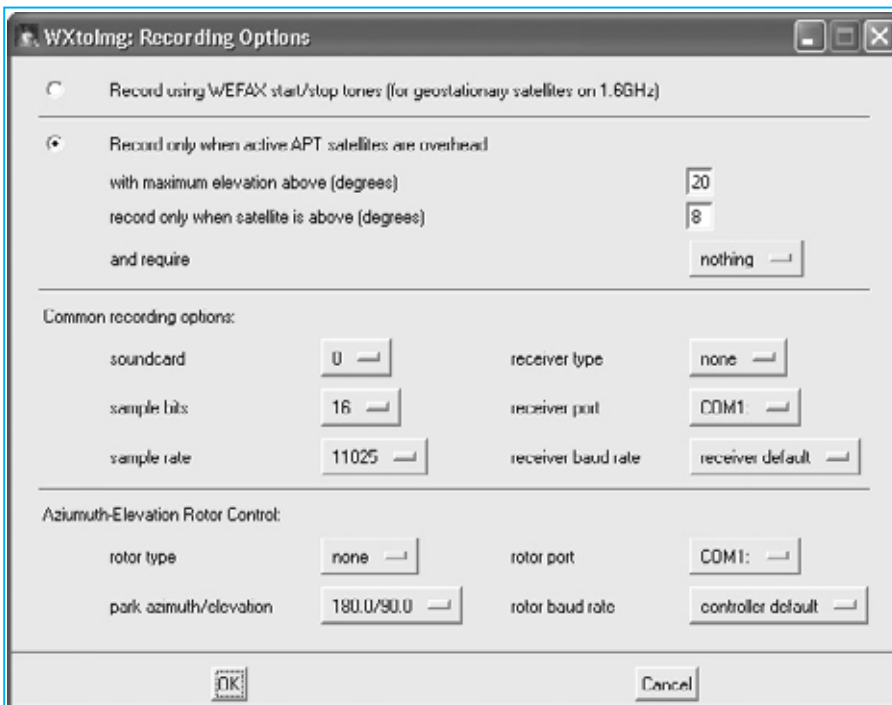 WXtoImg: Recording Options
Record using WEFAX start/stop tones (for geostationary satellites on 1.6GHz)
Record only when active APT satellites are overhead
with maximum elevation above (degrees) 20
record only when satellite is above (degrees) 8
and require nothing
Common recording options:
soundcard 0 receiver type none
sample bits 16 receiver port COM1:
sample rate 11025 receiver baud rate receiver default
Aziumuth-Elevation Rotor Control:
rotor type none rotor port COM1:
park azimuth/elevation 180.0/90.0 rotor baud rate controller default
OK Cancel